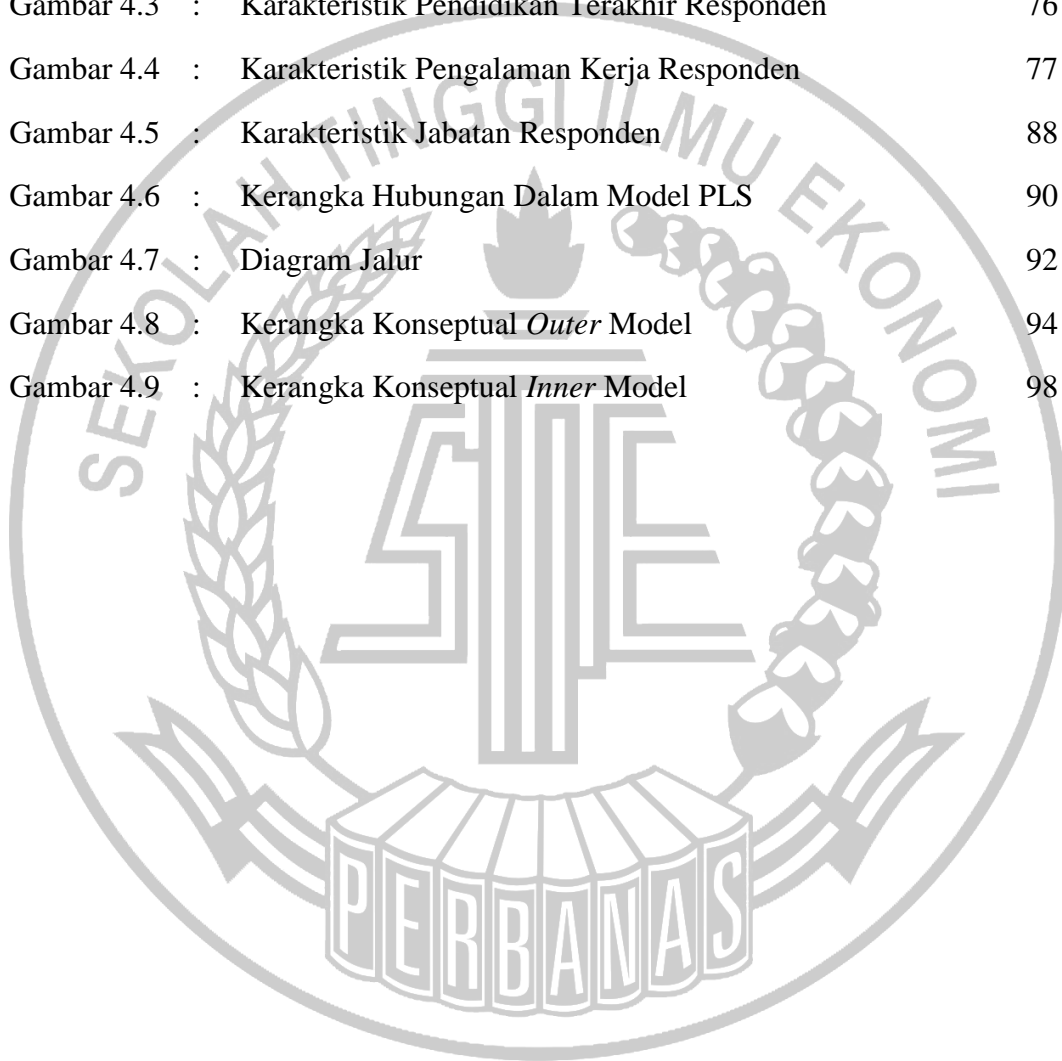 Gambar 4.3 : Karakteristik Pendidikan Terakhir Responden 76
Gambar 4.4 : Karakteristik Pengalaman Kerja Responden 77
Gambar 4.5 : Karakteristik Jabatan Responden 88
Gambar 4.6 : Kerangka Hubungan Dalam Model PLS 90
Gambar 4.7 : Diagram Jalur 92
Gambar 4.8 : Kerangka Konseptual Outer Model 94
Gambar 4.9 : Kerangka Konseptual Inner Model 98
SEKOLAH TINGGI ILMU EKONOMI
STIE
PERBANAS